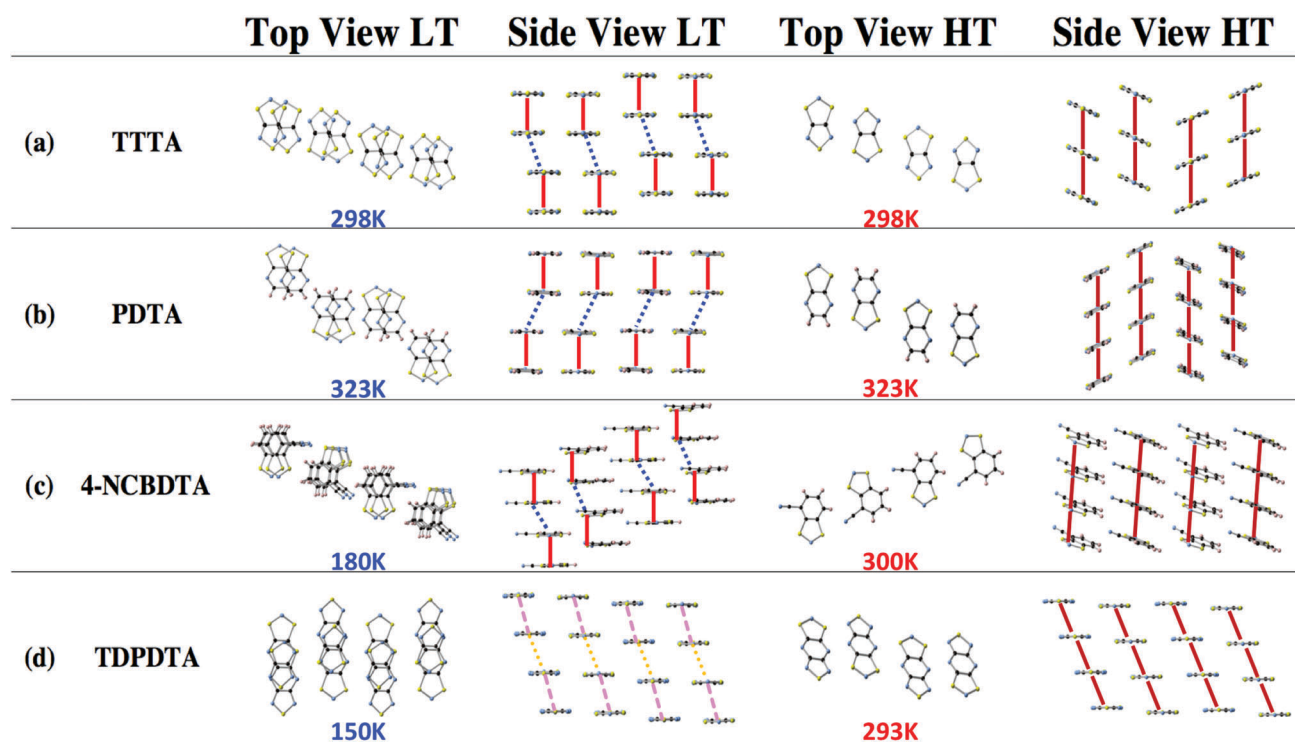 Top View LT Side View LT Top View HT Side View HT
(a) TTTA
298K 298K
(b) PDTA
323K 323K
(c) 4-NCBDTA
180K 300K
(d) TDPDTA
150K 293K